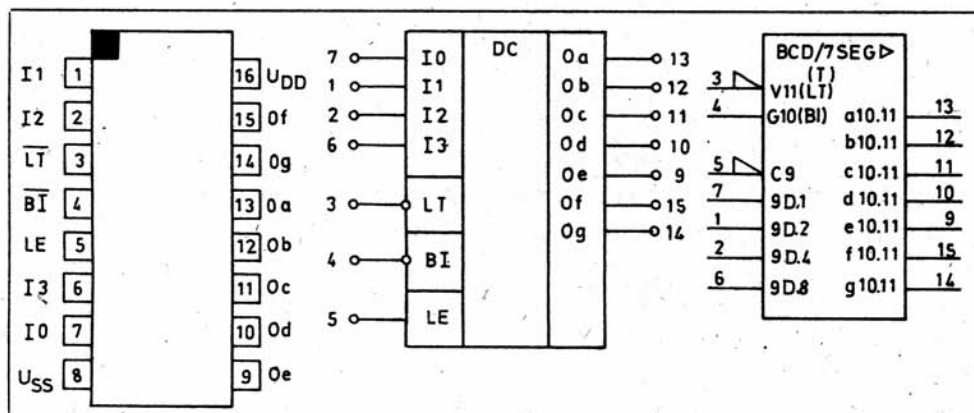 I1 1 16 UDD
I2 2 15 Of
LT 3 14 Og
BI 4 13 Oa
LE 5 12 Ob
I3 6 11 Oc
I0 7 10 Od
USS 8 9 Oe
DC
7 I0 Oa 13
1 I1 Ob 12
2 I2 Oc 11
6 I3 Od 10
Oe 9
3 LT Of 15
Og 14
4 BI
5 LE
BCD/7SEG▷
(T)
3 V11(LT)
4 G10(BI) a10.11 13
b10.11 12
5 C9 c10.11 11
7 9D.1 d10.11 10
1 9D.2 e10.11 9
2 9D.4 f10.11 15
6 9D.8 g10.11 14